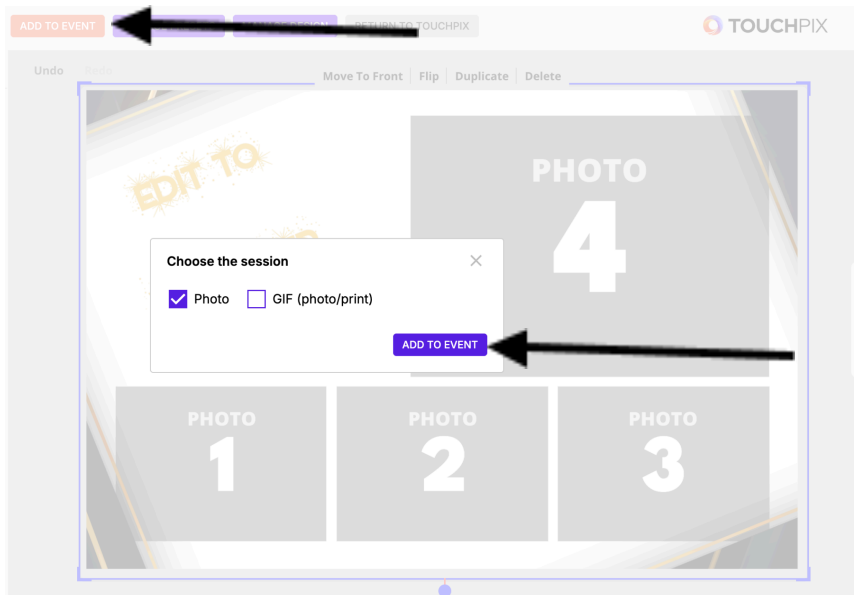 ADD TO EVENT
RETURN TO TOUCHPIX
TOUCHPIX
Undo
Move To Front Flip Duplicate Delete
EDIT TO
PHOTO
4
Choose the session
Photo GIF (photo/print)
ADD TO EVENT
PHOTO
1
PHOTO
2
PHOTO
3